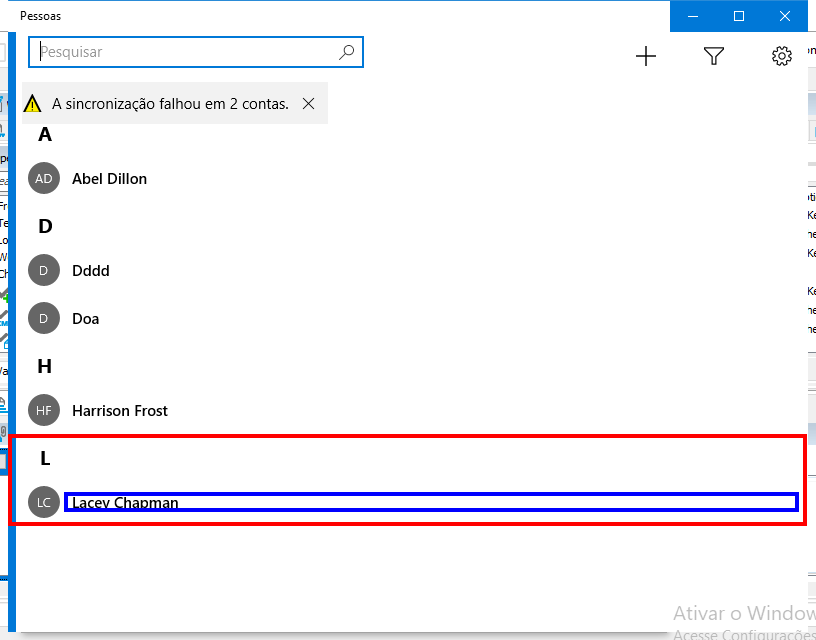 Pessoas
Pesquisar
A sincronização falhou em 2 contas.
A
AD Abel Dillon
D
D Dddd
D Doa
H
HF Harrison Frost
L
LC Lacey Chapman
Ativar o Window
Acesse Configurações